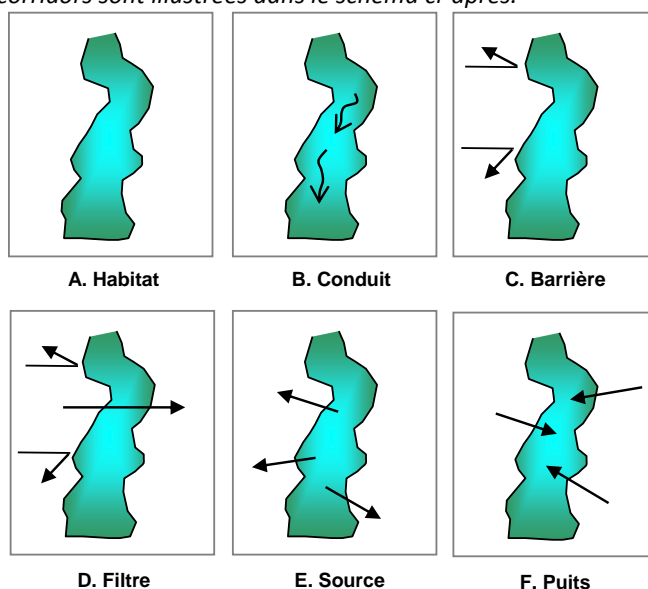 corridors sont illustrées dans le schéma ci-après.
A. Habitat
B. Conduit
C. Barrière
D. Filtre
E. Source
F. Puits